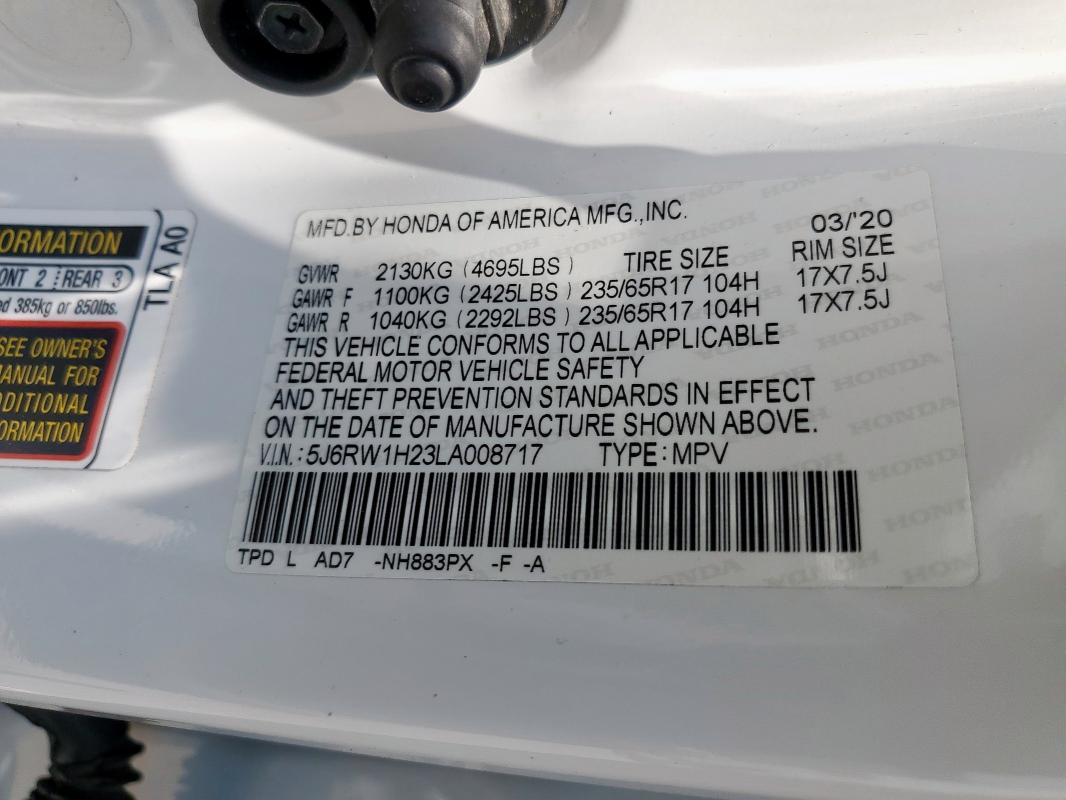 ORMATION
ONT 2 REAR 3
ed 385kg or 850lbs.
SEE OWNER'S
ANUAL FOR
DDITIONAL
ORMATION
TLA A0
MFD.BY HONDA OF AMERICA MFG.,INC. 03/'20
GVWR 2130KG (4695LBS) TIRE SIZE RIM SIZE
GAWR F 1100KG (2425LBS) 235/65R17 104H 17X7.5J
GAWR R 1040KG (2292LBS) 235/65R17 104H 17X7.5J
THIS VEHICLE CONFORMS TO ALL APPLICABLE
FEDERAL MOTOR VEHICLE SAFETY
AND THEFT PREVENTION STANDARDS IN EFFECT
ON THE DATE OF MANUFACTURE SHOWN ABOVE.
V.I.N.: 5J6RW1H23LA008717 TYPE: MPV
TPD L AD7 -NH883PX -F -A